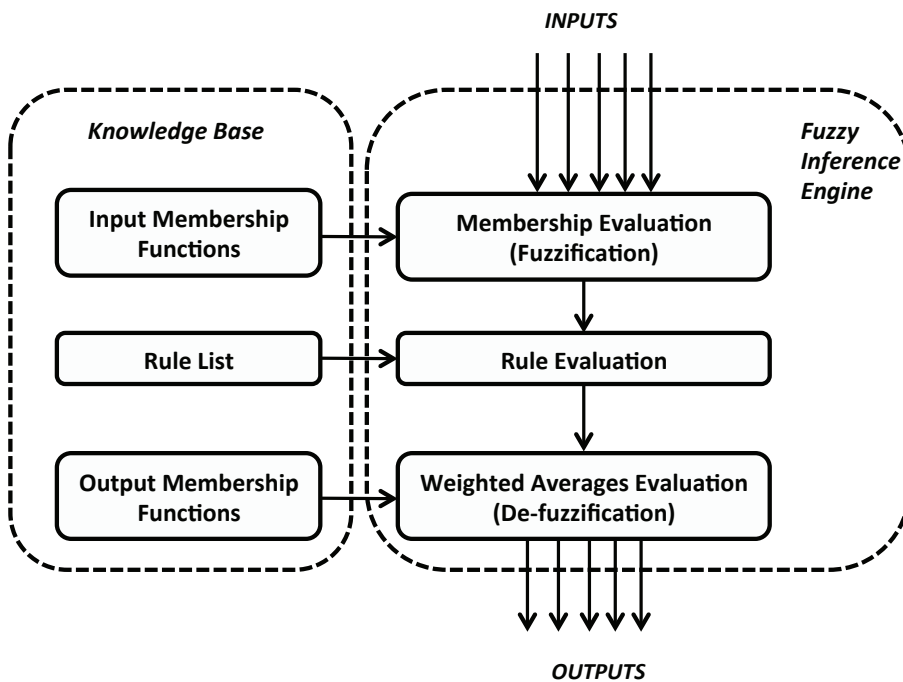 INPUTS
Knowledge Base
Fuzzy
Inference
Engine
Input Membership
Functions
Membership Evaluation
(Fuzzification)
Rule List
Rule Evaluation
Output Membership
Functions
Weighted Averages Evaluation
(De-fuzzification)
OUTPUTS